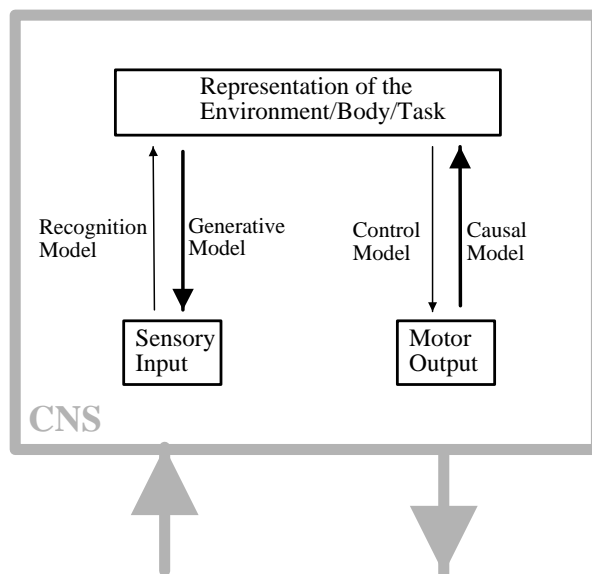 Representation of the
Environment/Body/Task
Recognition
Model
Generative
Model
Control
Model
Causal
Model
Sensory
Input
Motor
Output
CNS